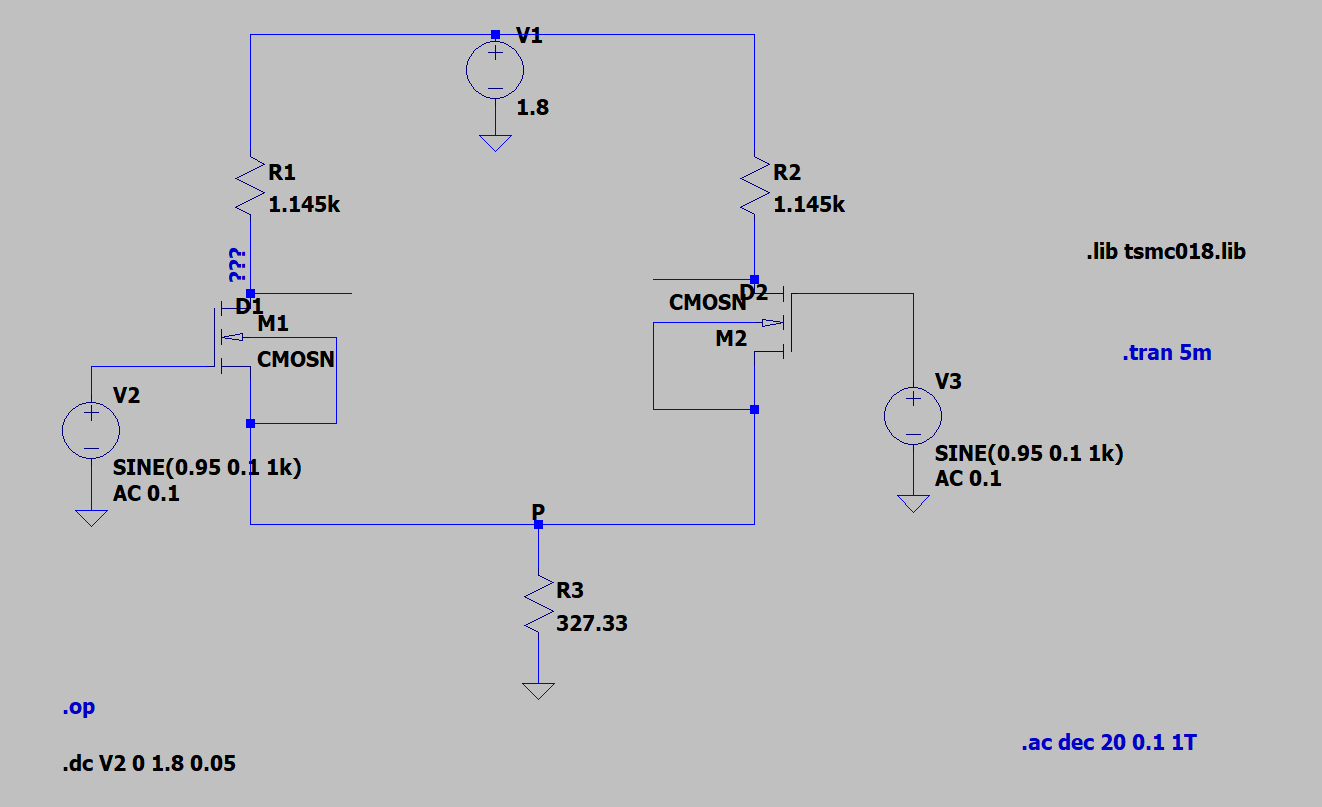 V1
1.8
R1
1.145k
R2
1.145k
.lib tsmc018.lib
???
D1
M1
CMOSN
D2
CMOSN
M2
.tran 5m
V2
SINE(0.95 0.1 1k)
AC 0.1
V3
SINE(0.95 0.1 1k)
AC 0.1
P
R3
327.33
.op
.dc V2 0 1.8 0.05
.ac dec 20 0.1 1T